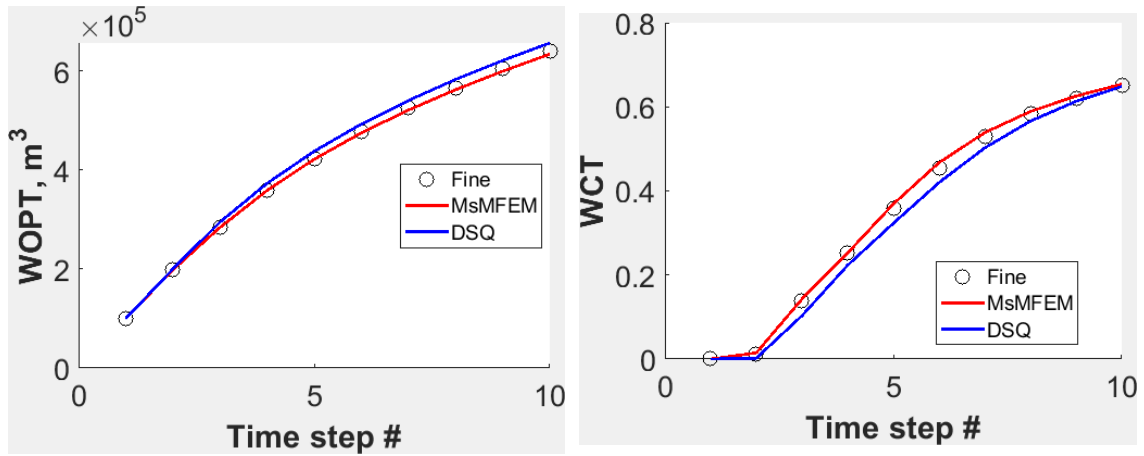 ×10^5
6
4
2
0
0
5
10
WOPT, m^3
Time step #
Fine
MsMFEM
DSQ
0.8
0.6
0.4
0.2
0
0
5
10
WCT
Time step #
Fine
MsMFEM
DSQ